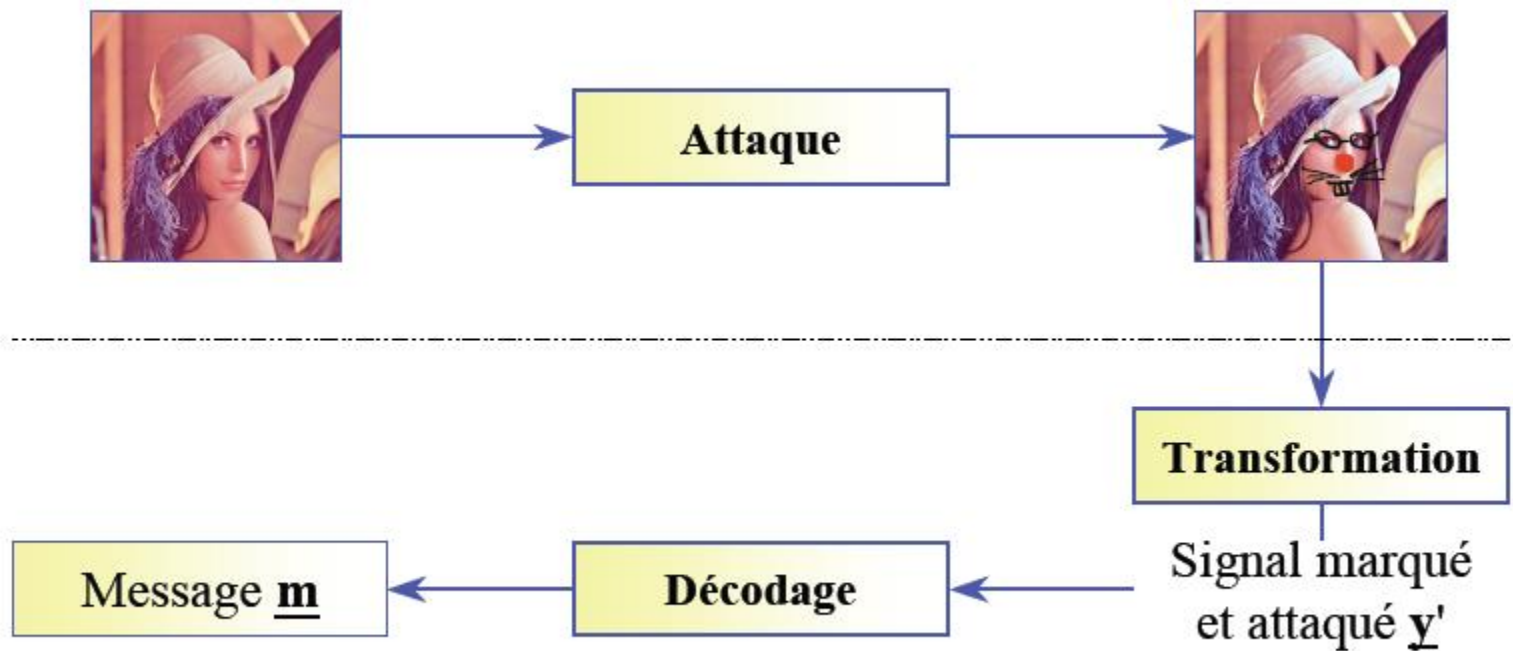 Attaque
Transformation
Signal marqué
et attaqué y'
Décodage
Message m